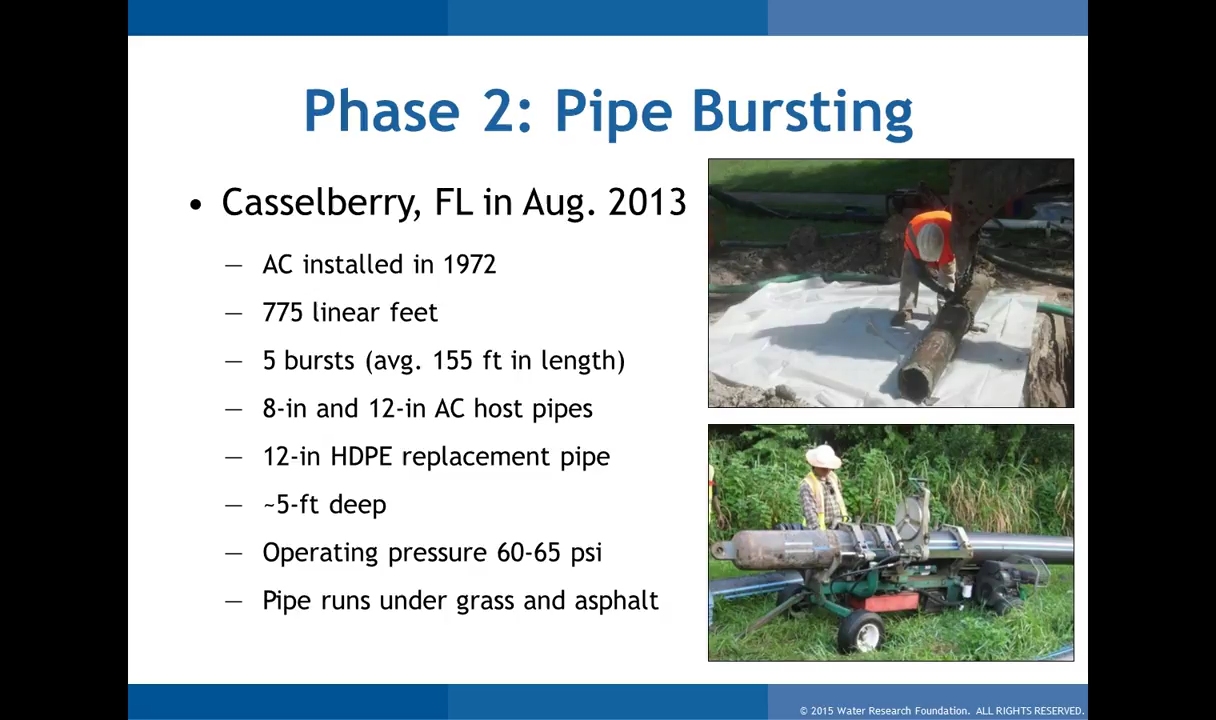 Phase 2: Pipe Bursting
• Casselberry, FL in Aug. 2013
— AC installed in 1972
— 775 linear feet
— 5 bursts (avg. 155 ft in length)
— 8-in and 12-in AC host pipes
— 12-in HDPE replacement pipe
— ~5-ft deep
— Operating pressure 60-65 psi
— Pipe runs under grass and asphalt
© 2015 Water Research Foundation. ALL RIGHTS RESERVED.